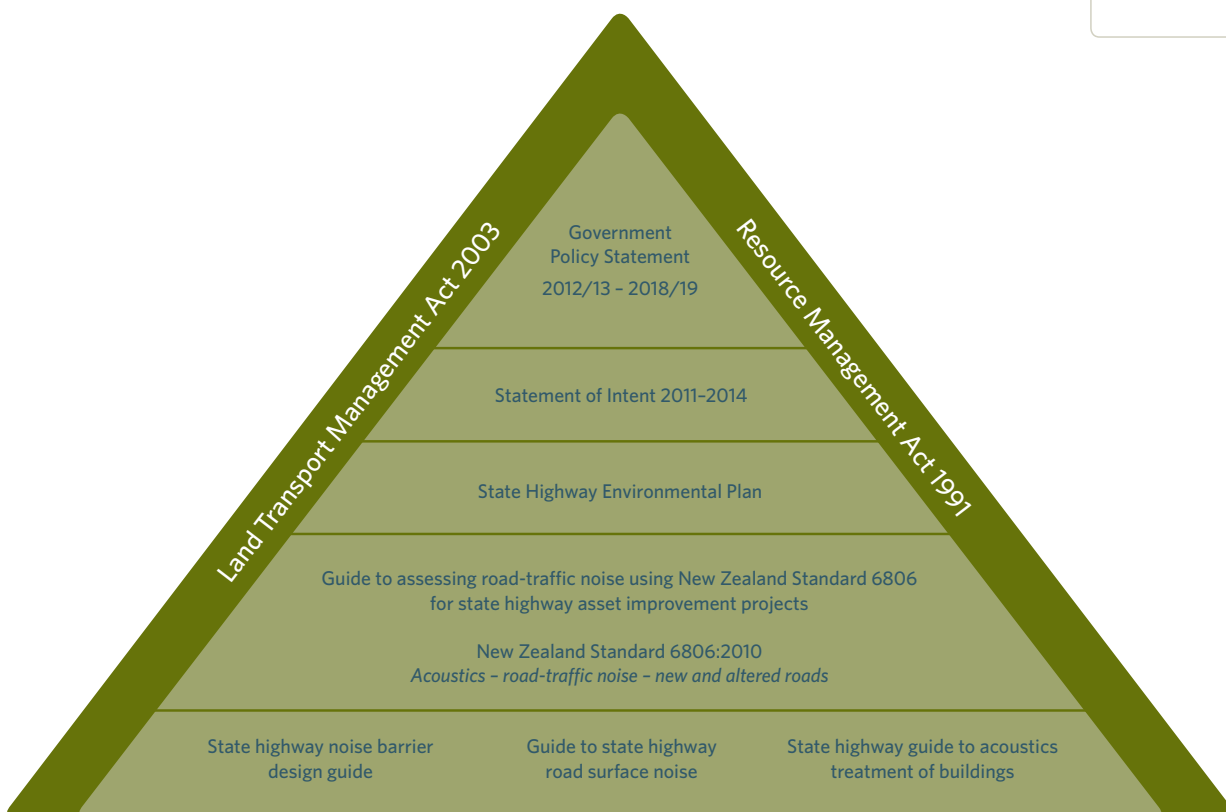 Land Transport Management Act 2003
Resource Management Act 1991
Government
Policy Statement
2012/13 – 2018/19
Statement of Intent 2011–2014
State Highway Environmental Plan
Guide to assessing road-traffic noise using New Zealand Standard 6806
for state highway asset improvement projects
New Zealand Standard 6806:2010
Acoustics – road-traffic noise – new and altered roads
State highway noise barrier
design guide
Guide to state highway
road surface noise
State highway guide to acoustics
treatment of buildings